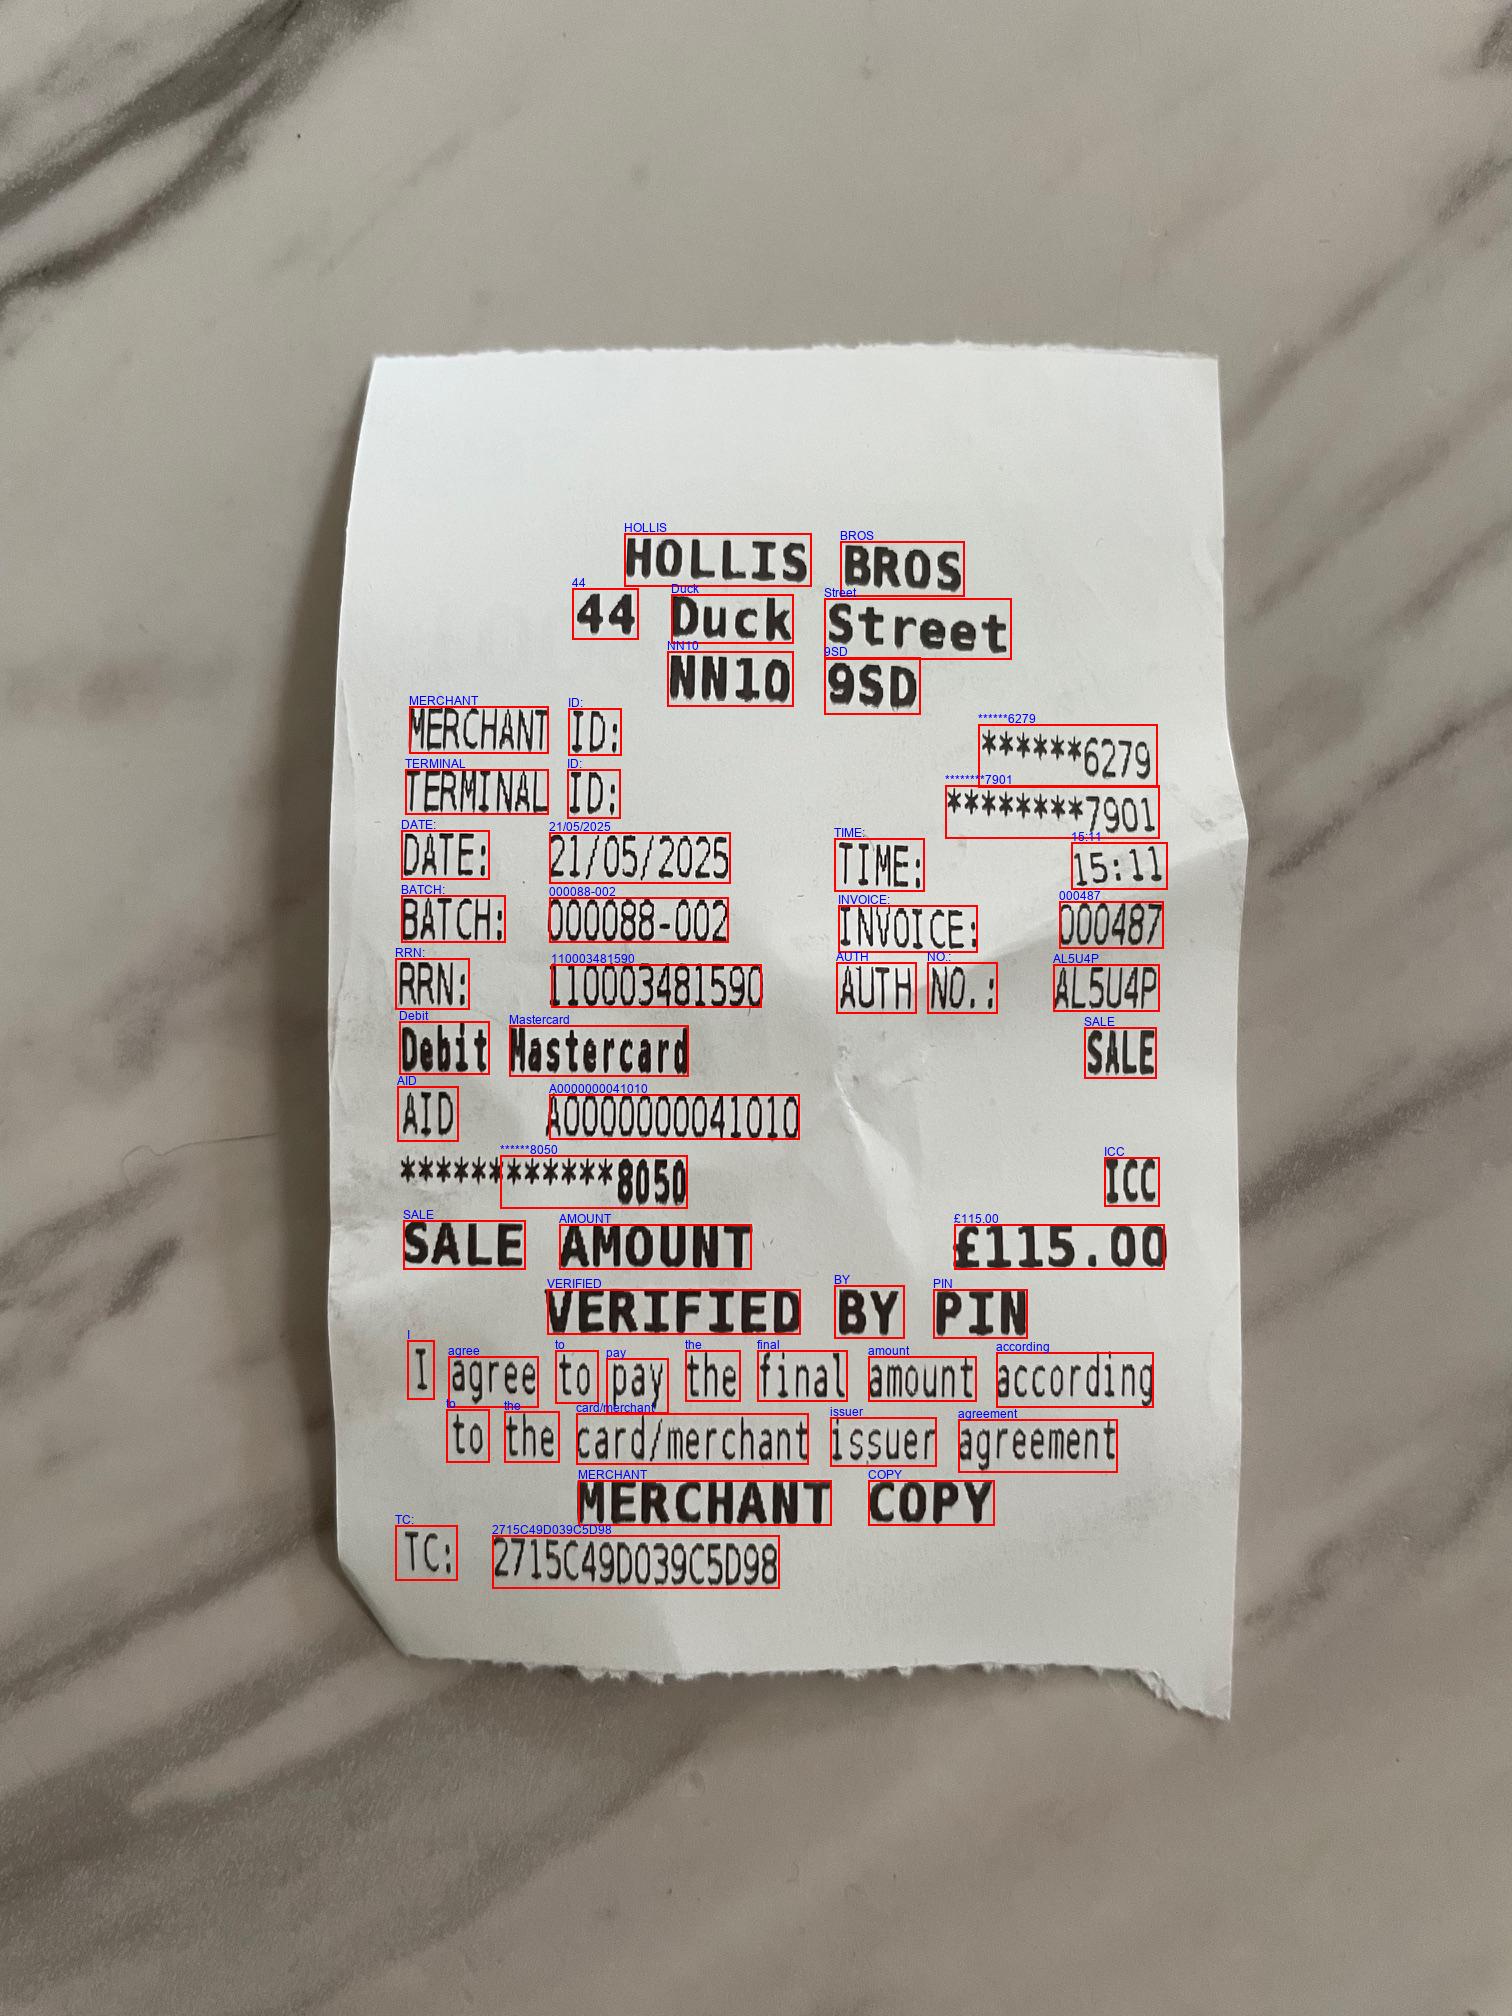 HOLLIS BROS
44 Duck Street
NN10 9SD
MERCHANT ID: ******6279
TERMINAL ID: ********7901
DATE: 21/05/2025 TIME: 15:11
BATCH: 000088-002 INVOICE: 000487
RRN: 110003481590 AUTH NO.: AL5U4P
Debit Mastercard SALE
AID A0000000041010
************8050 ICC
SALE AMOUNT £115.00
VERIFIED BY PIN
I agree to pay the final amount according
to the card/merchant issuer agreement
MERCHANT COPY
TC: 2715C49D039C5D98